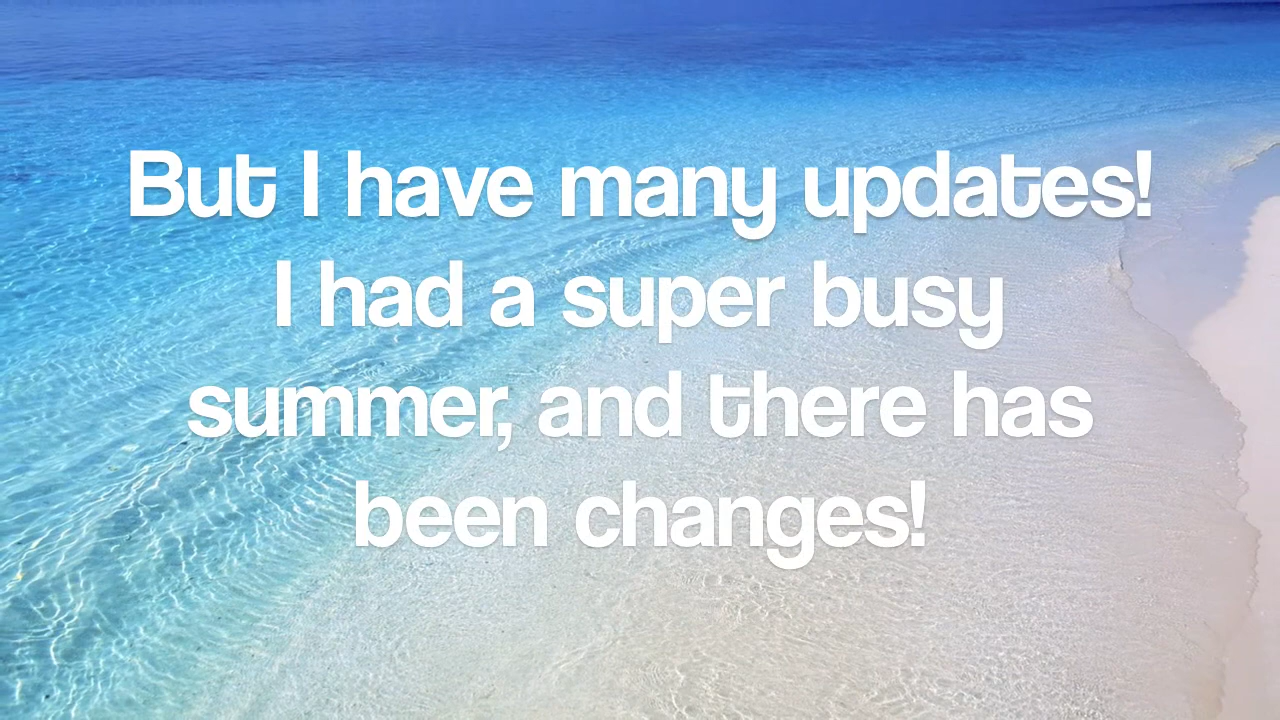 But I have many updates!
I had a super busy
summer, and there has
been changes!